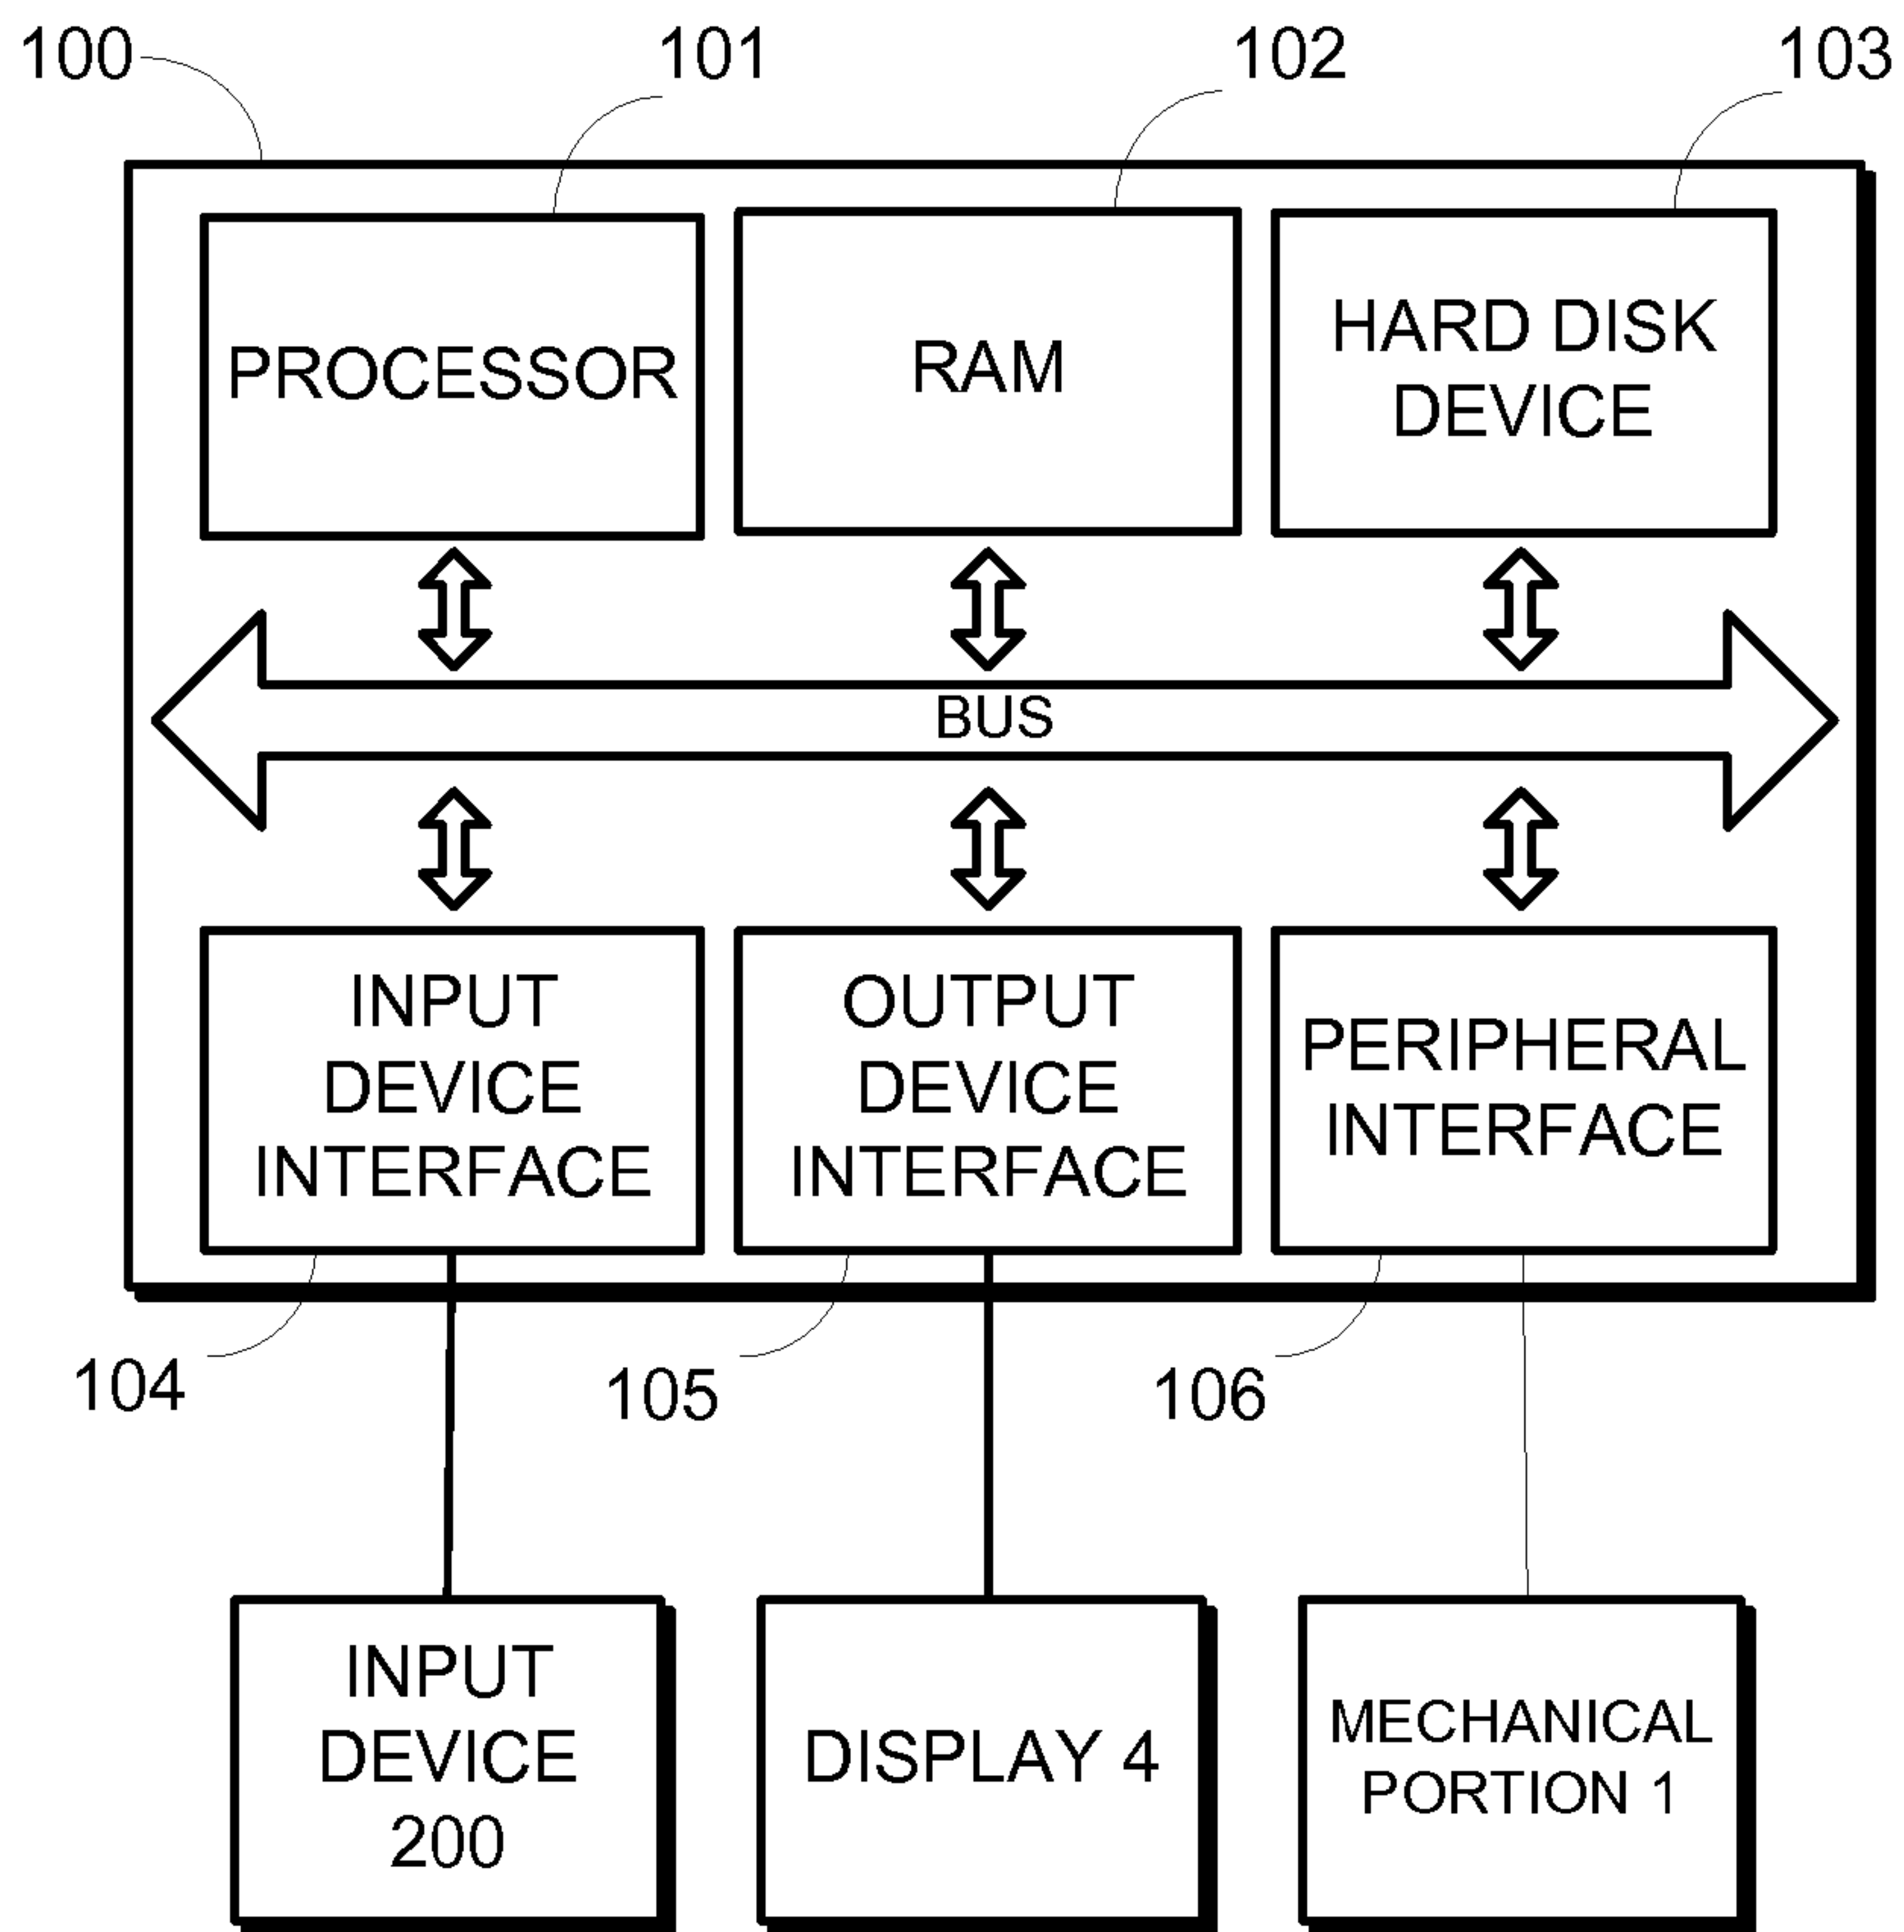 100
101
102
103
PROCESSOR
RAM
HARD DISK
DEVICE
BUS
INPUT
DEVICE
INTERFACE
OUTPUT
DEVICE
INTERFACE
PERIPHERAL
INTERFACE
104
105
106
INPUT
DEVICE
200
DISPLAY 4
MECHANICAL
PORTION 1